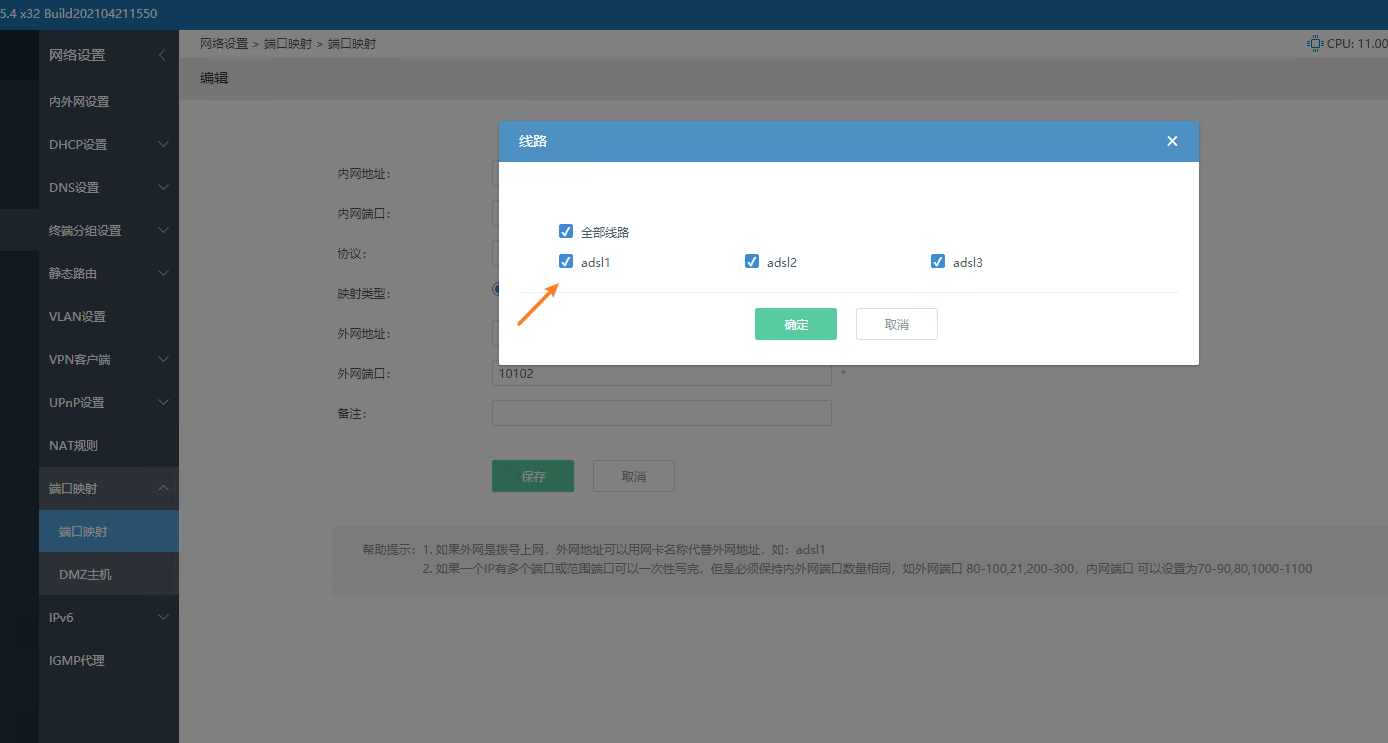 5.4 x32 Build202104211550
网络设置
网络设置 > 端口映射 > 端口映射
CPU: 11.00
编辑
内外网设置
DHCP设置
DNS设置
终端分组设置
静态路由
VLAN设置
VPN客户端
UPnP设置
NAT规则
端口映射
端口映射
DMZ主机
IPv6
IGMP代理
线路
全部线路
adsl1 adsl2 adsl3
确定 取消
内网地址:
内网端口:
协议:
映射类型:
外网地址:
外网端口: 10102 *
备注:
保存 取消
帮助提示: 1. 如果外网是拨号上网，外网地址可以用网卡名称代替外网地址，如：adsl1
2. 如果一个IP有多个端口或范围端口可以一次性写完，但是必须保持内外网端口数量相同，如外网端口 80-100,21,200-300，内网端口 可以设置为70-90,80,1000-1100